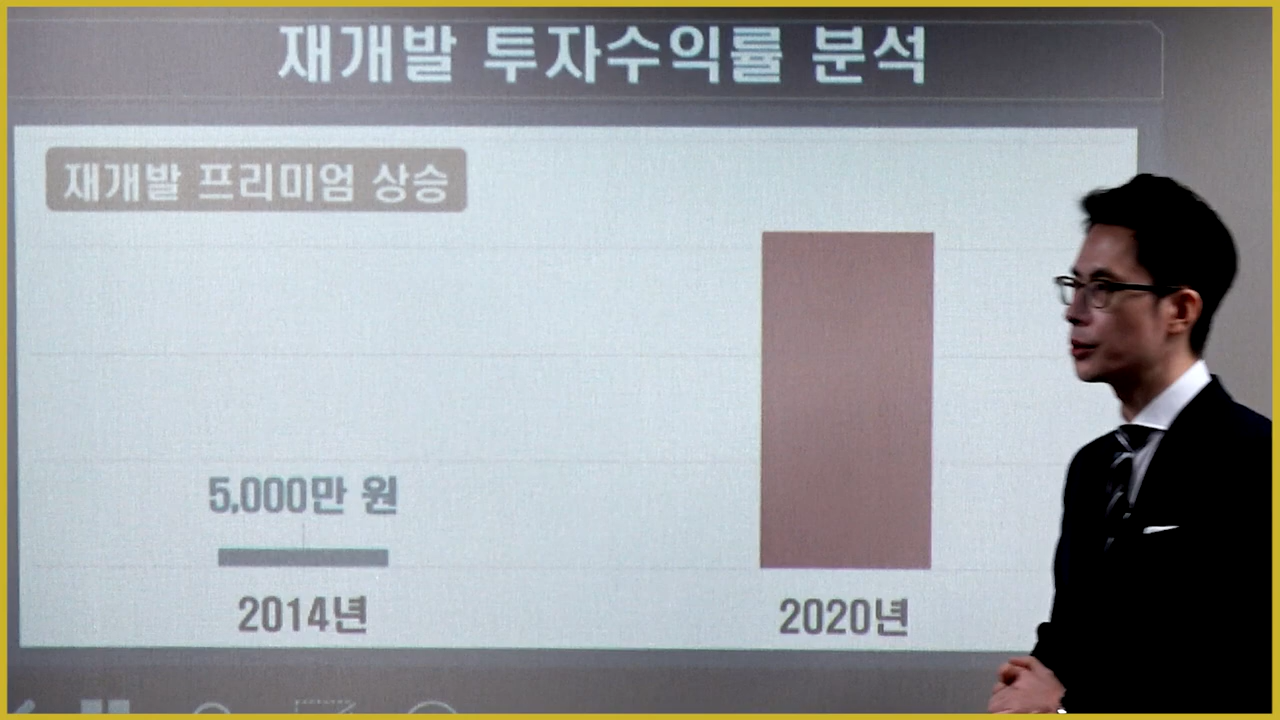 재개발 투자수익률 분석
재개발 프리미엄 상승
5,000만 원
2014년
2020년